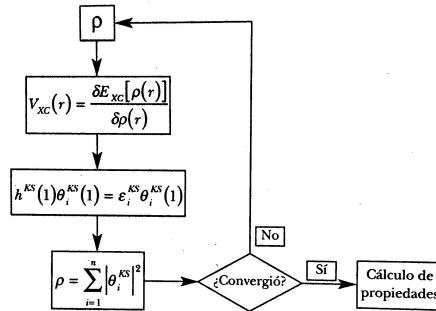 ρ
V_XC(r) = δE_XC[ρ(r)] / δρ(r)
h^KS(1)θ_i^KS(1) = ε_i^KS θ_i^KS(1)
No
ρ = ∑_{i=1}^{n} |θ_i^KS|^2
¿Convergió?
Sí
Cálculo de
propiedades